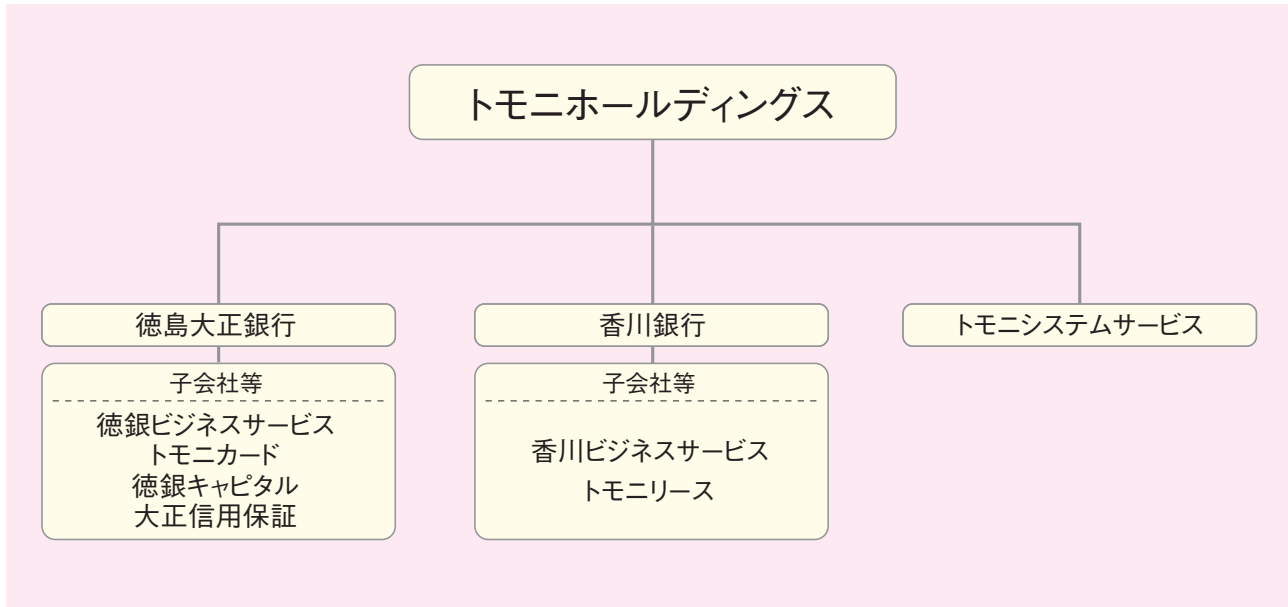 トモニホールディングス
徳島大正銀行
子会社等
徳銀ビジネスサービス
トモニカード
徳銀キャピタル
大正信用保証
香川銀行
子会社等
香川ビジネスサービス
トモニリース
トモニシステムサービス